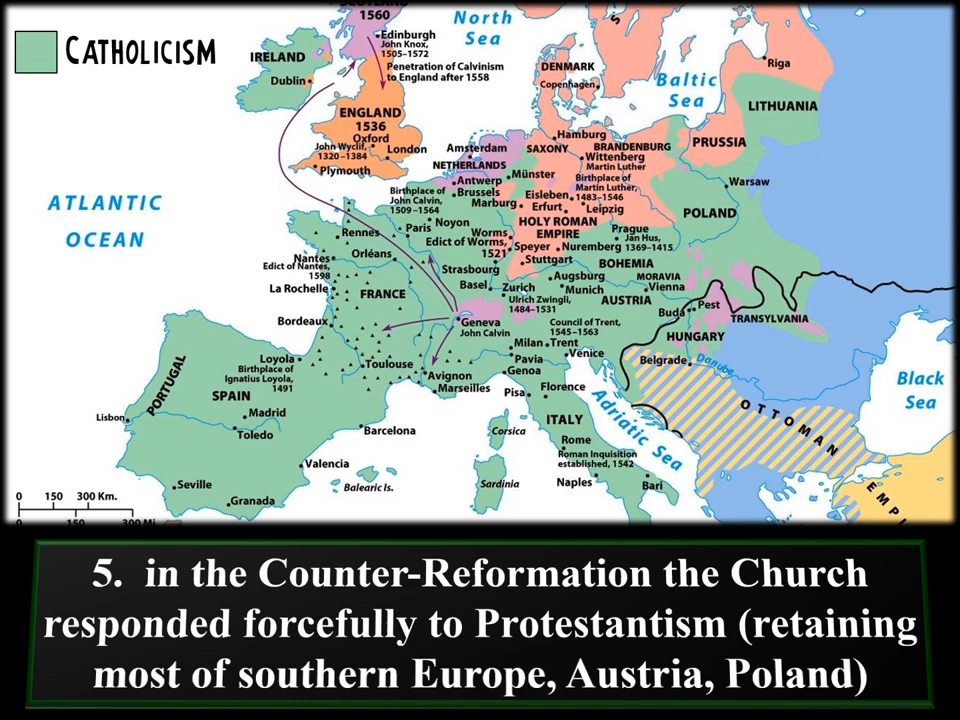 CATHOLICISM
1560
North
Sea
Edinburgh
John Knox,
1505–1572
Penetration of Calvinism
to England after 1558
IRELAND
Dublin
DENMARK
Copenhagen
Baltic
Sea
Riga
LITHUANIA
ENGLAND
1536
Oxford
John Wyclif,
1320–1384
London
Plymouth
Amsterdam
NETHERLANDS
Hamburg
SAXONY
BRANDENBURG
Wittenberg
Martin Luther
PRUSSIA
ATLANTIC
OCEAN
Antwerp
Brussels
Münster
Marburg
Birthplace of
Martin Luther,
1483–1546
Eisleben
Erfurt
Leipzig
Warsaw
POLAND
Birthplace of
John Calvin,
1509–1564
Noyon
Paris
Rennes
Orléans
HOLY ROMAN
EMPIRE
Worms
Edict of Worms,
1521
Speyer
Nuremberg
Stuttgart
Prague
Jan Hus,
1369–1415
Nantes
Edict of Nantes,
1598
La Rochelle
FRANCE
Strasbourg
Basel
Zurich
Ulrich Zwingli,
1484–1531
Augsburg
Munich
BOHEMIA
MORAVIA
Vienna
AUSTRIA
Buda
Pest
TRANSYLVANIA
HUNGARY
Bordeaux
Geneva
John Calvin
Council of Trent,
1545–1563
Milan
Trent
Pavia
Venice
Genoa
Belgrade
Danube
Loyola
Birthplace of
Ignatius Loyola,
1491
Toulouse
Avignon
Marseilles
Pisa
Florence
Black
Sea
PORTUGAL
SPAIN
Madrid
Toledo
Lisbon
Barcelona
Corsica
ITALY
Rome
Roman Inquisition
established, 1542
Adriatic Sea
OTTOMAN
Valencia
Balearic Is.
Sardinia
Naples
Bari
Seville
Granada
0 150 300 Km.
0 150 300 Mi.
5. in the Counter-Reformation the Church
responded forcefully to Protestantism (retaining
most of southern Europe, Austria, Poland)